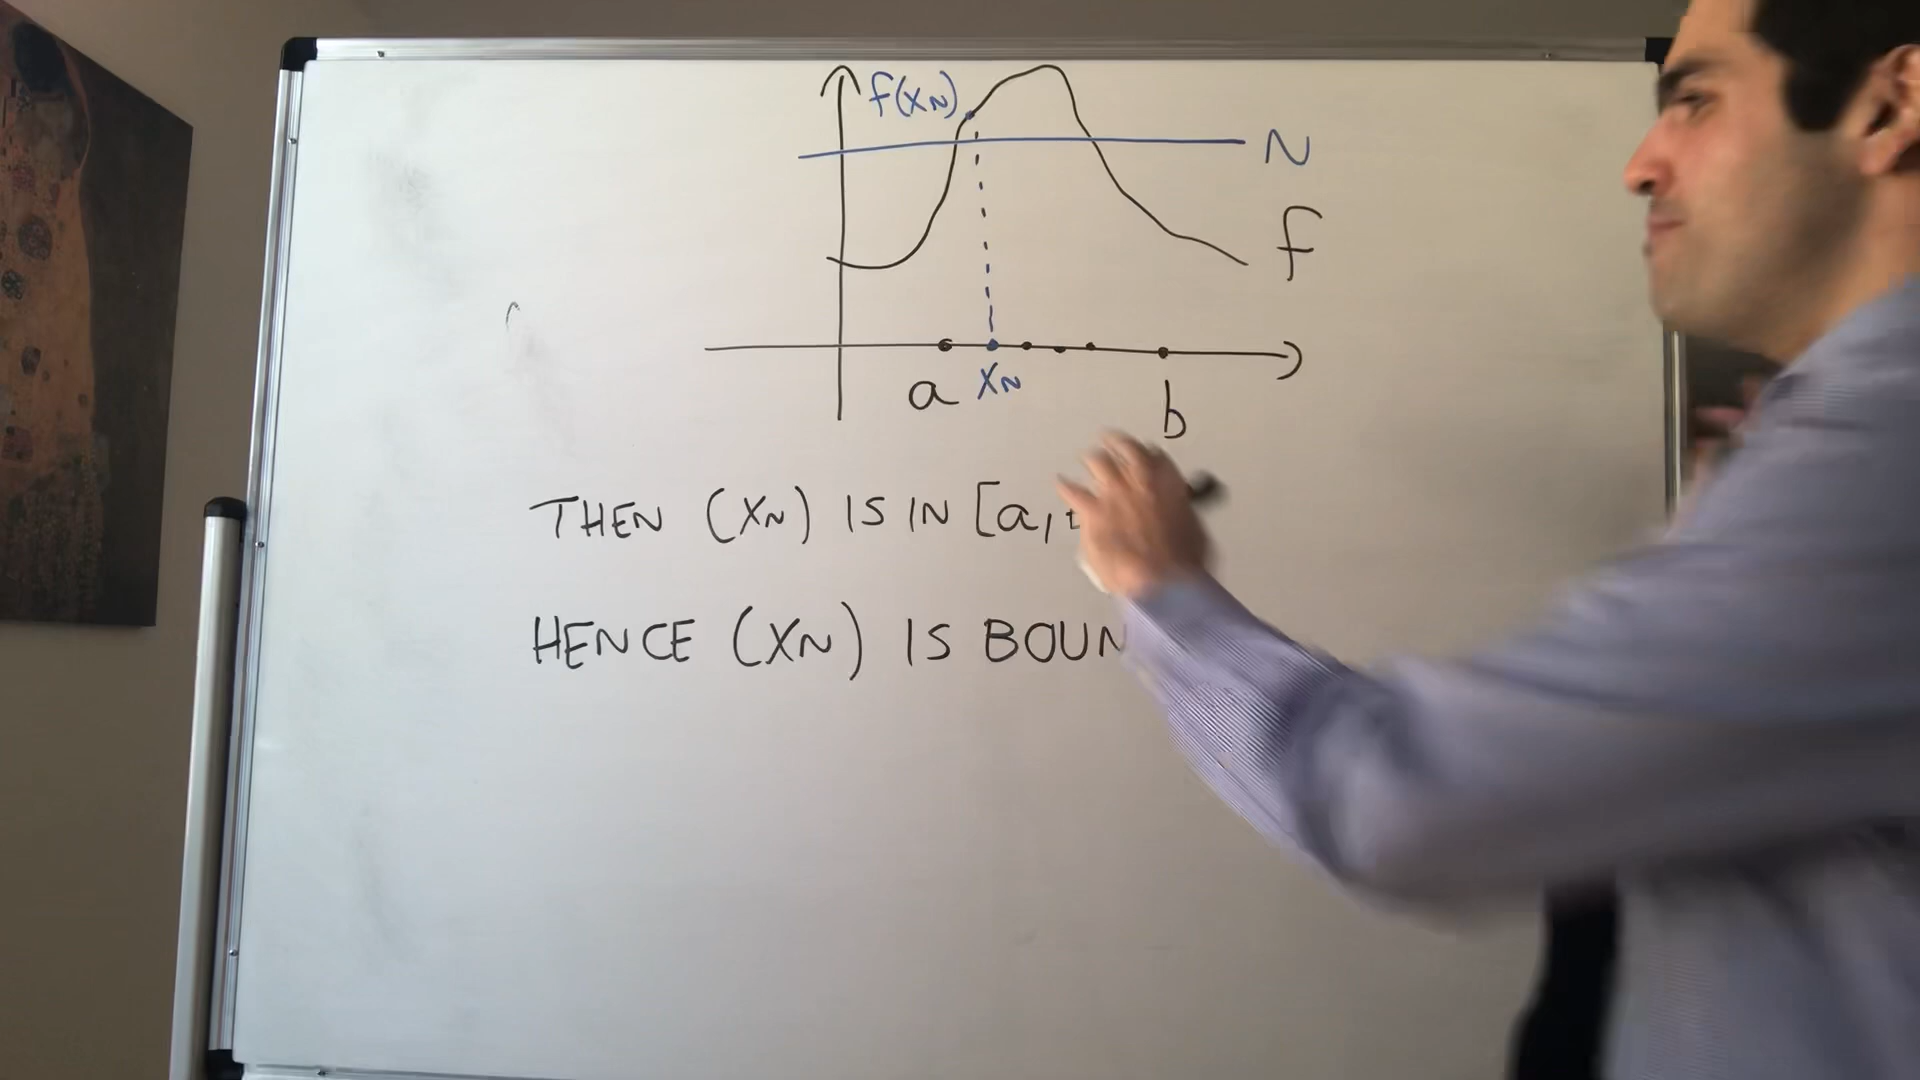 f(xN)
N
f
a xN
b
THEN (XN) IS IN [a,
HENCE (XN) IS BOUN